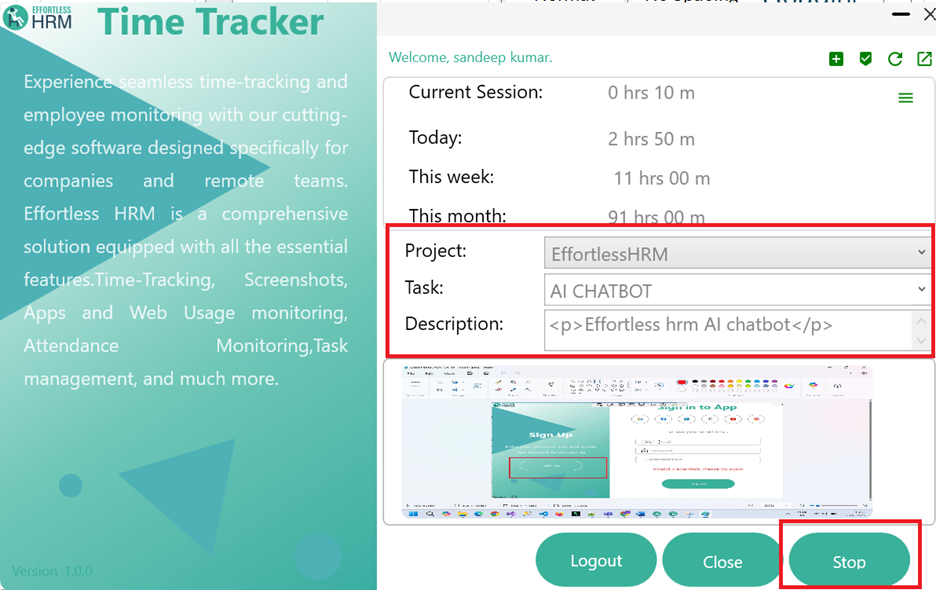 EFFORTLESS
HRM
Time Tracker
Experience seamless time-tracking and
employee monitoring with our cutting-
edge software designed specifically for
companies and remote teams.
Effortless HRM is a comprehensive
solution equipped with all the essential
features.Time-Tracking, Screenshots,
Apps and Web Usage monitoring,
Attendance Monitoring,Task
management, and much more.
Version 1.0.0
Welcome, sandeep kumar.
Current Session: 0 hrs 10 m
Today: 2 hrs 50 m
This week: 11 hrs 00 m
This month: 91 hrs 00 m
Project: EffortlessHRM
Task: AI CHATBOT
Description: <p>Effortless hrm AI chatbot</p>
Sign in to App
Sign Up
Logout
Close
Stop